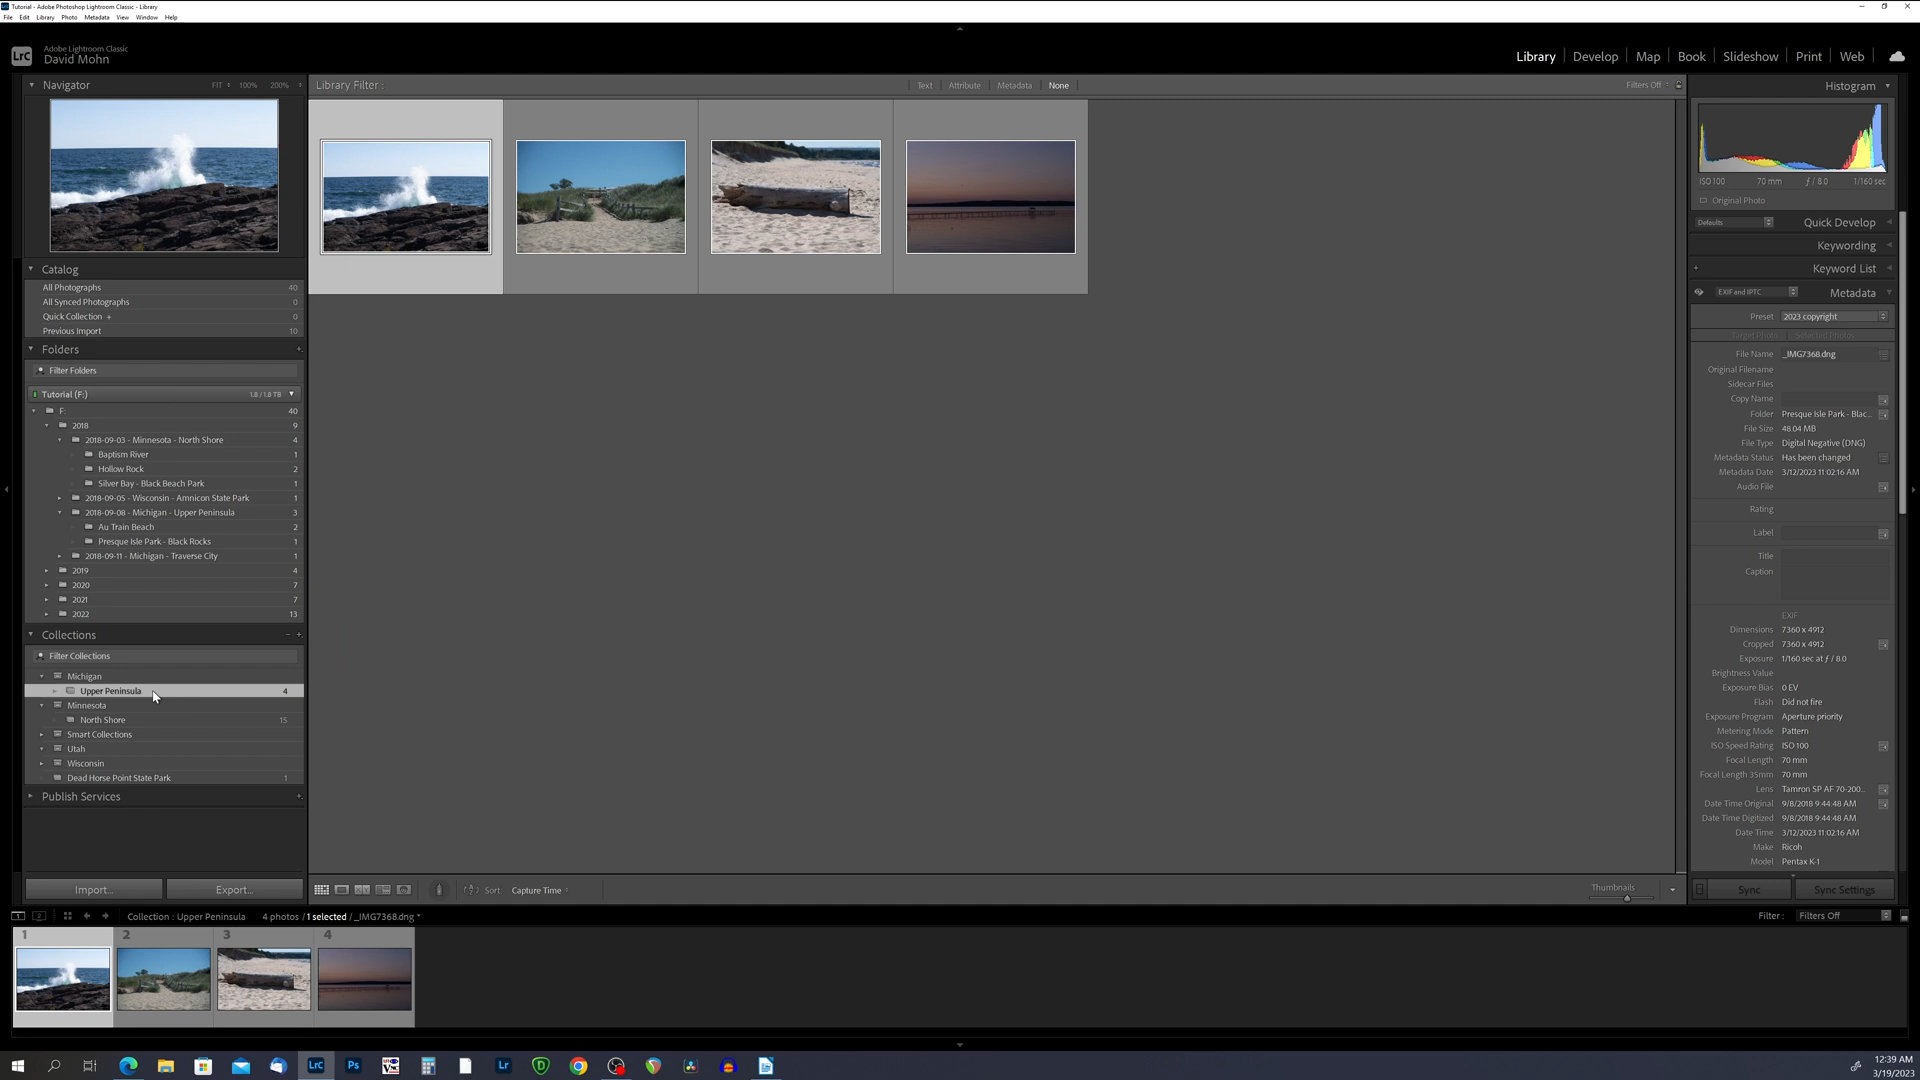 Tutorial - Adobe Photoshop Lightroom Classic - Library
File Edit Library Photo Metadata View Window Help
LrC
Adobe Lightroom Classic
David Mohn
Library | Develop | Map | Book | Slideshow | Print | Web
Navigator FIT 100% 200%
Library Filter :
Text | Attribute | Metadata | None
Filters Off
Histogram
ISO 100 70 mm f / 8.0 1/160 sec
Original Photo
Defaults Quick Develop
Keywording
+ Keyword List
EXIF and IPTC Metadata
Preset 2023 copyright
Target Photo Selected Photos
File Name _IMG7368.dng
Original Filename
Sidecar Files
Copy Name
Folder Presque Isle Park - Blac...
File Size 48.04 MB
File Type Digital Negative (DNG)
Metadata Status Has been changed
Metadata Date 3/12/2023 11:02:16 AM
Audio File
Rating
Label
Title
Caption
EXIF
Dimensions 7360 x 4912
Cropped 7360 x 4912
Exposure 1/160 sec at f / 8.0
Brightness Value
Exposure Bias 0 EV
Flash Did not fire
Exposure Program Aperture priority
Metering Mode Pattern
ISO Speed Rating ISO 100
Focal Length 70 mm
Focal Length 35mm 70 mm
Lens Tamron SP AF 70-200...
Date Time Original 9/8/2018 9:44:48 AM
Date Time Digitized 9/8/2018 9:44:48 AM
Date Time 3/12/2023 11:02:16 AM
Make Ricoh
Model Pentax K-1
Sync Sync Settings
Catalog
All Photographs 40
All Synced Photographs 0
Quick Collection + 0
Previous Import 10
Folders +
Filter Folders
Tutorial (F:) 1.8 / 1.8 TB
F: 40
2018 9
2018-09-03 - Minnesota - North Shore 4
Baptism River 1
Hollow Rock 2
Silver Bay - Black Beach Park 1
2018-09-05 - Wisconsin - Amnicon State Park 1
2018-09-08 - Michigan - Upper Peninsula 3
Au Train Beach 2
Presque Isle Park - Black Rocks 1
2018-09-11 - Michigan - Traverse City 1
2019 4
2020 7
2021 7
2022 13
Collections - +
Filter Collections
Michigan
Upper Peninsula 4
Minnesota
North Shore 15
Smart Collections
Utah
Wisconsin
Dead Horse Point State Park 1
Publish Services +
Import... Export...
Sort: Capture Time
Thumbnails
1 2 Collection : Upper Peninsula 4 photos / 1 selected / _IMG7368.dng
Filter : Filters Off
1 2 3 4
LrC Ps Lr
12:39 AM
3/19/2023